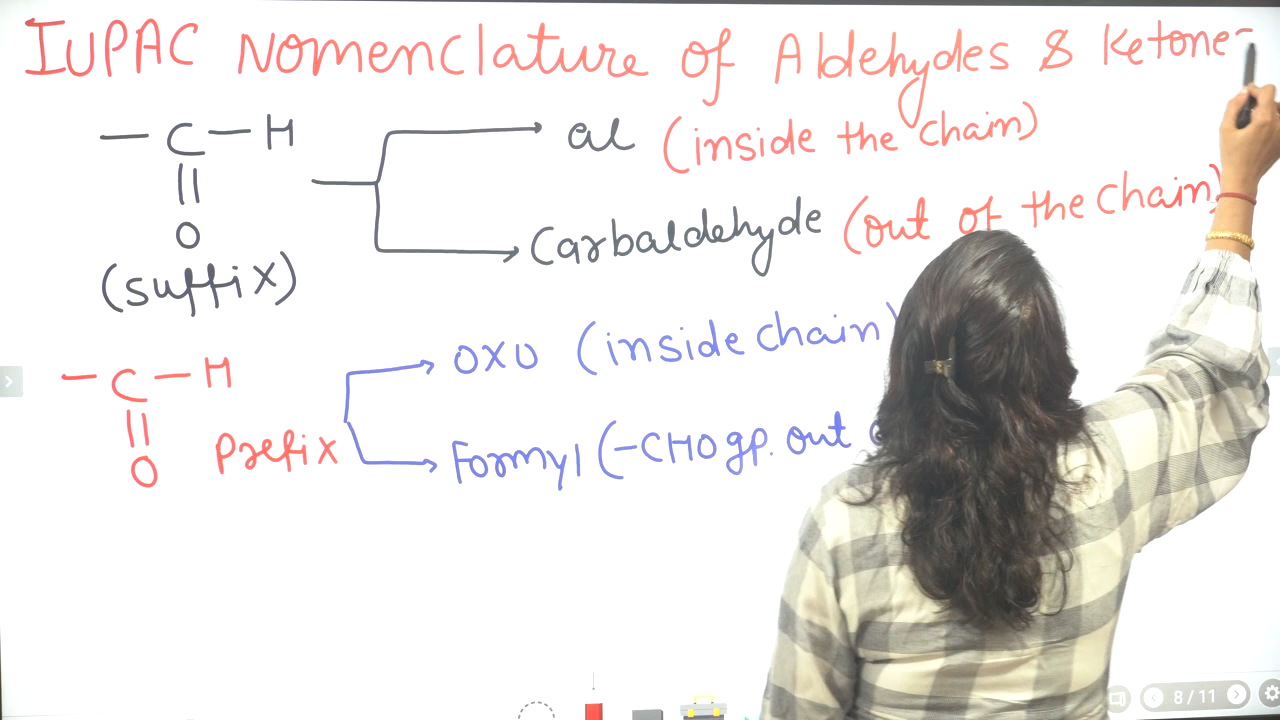 IUPAC Nomenclature of Aldehydes & Ketones
— C — H
||
O
(suffix)
al (inside the chain)
Carbaldehyde (out of the chain)
— C — H
||
O
Prefix
oxo (inside chain)
Formyl (-CHO gp. out
8 / 11